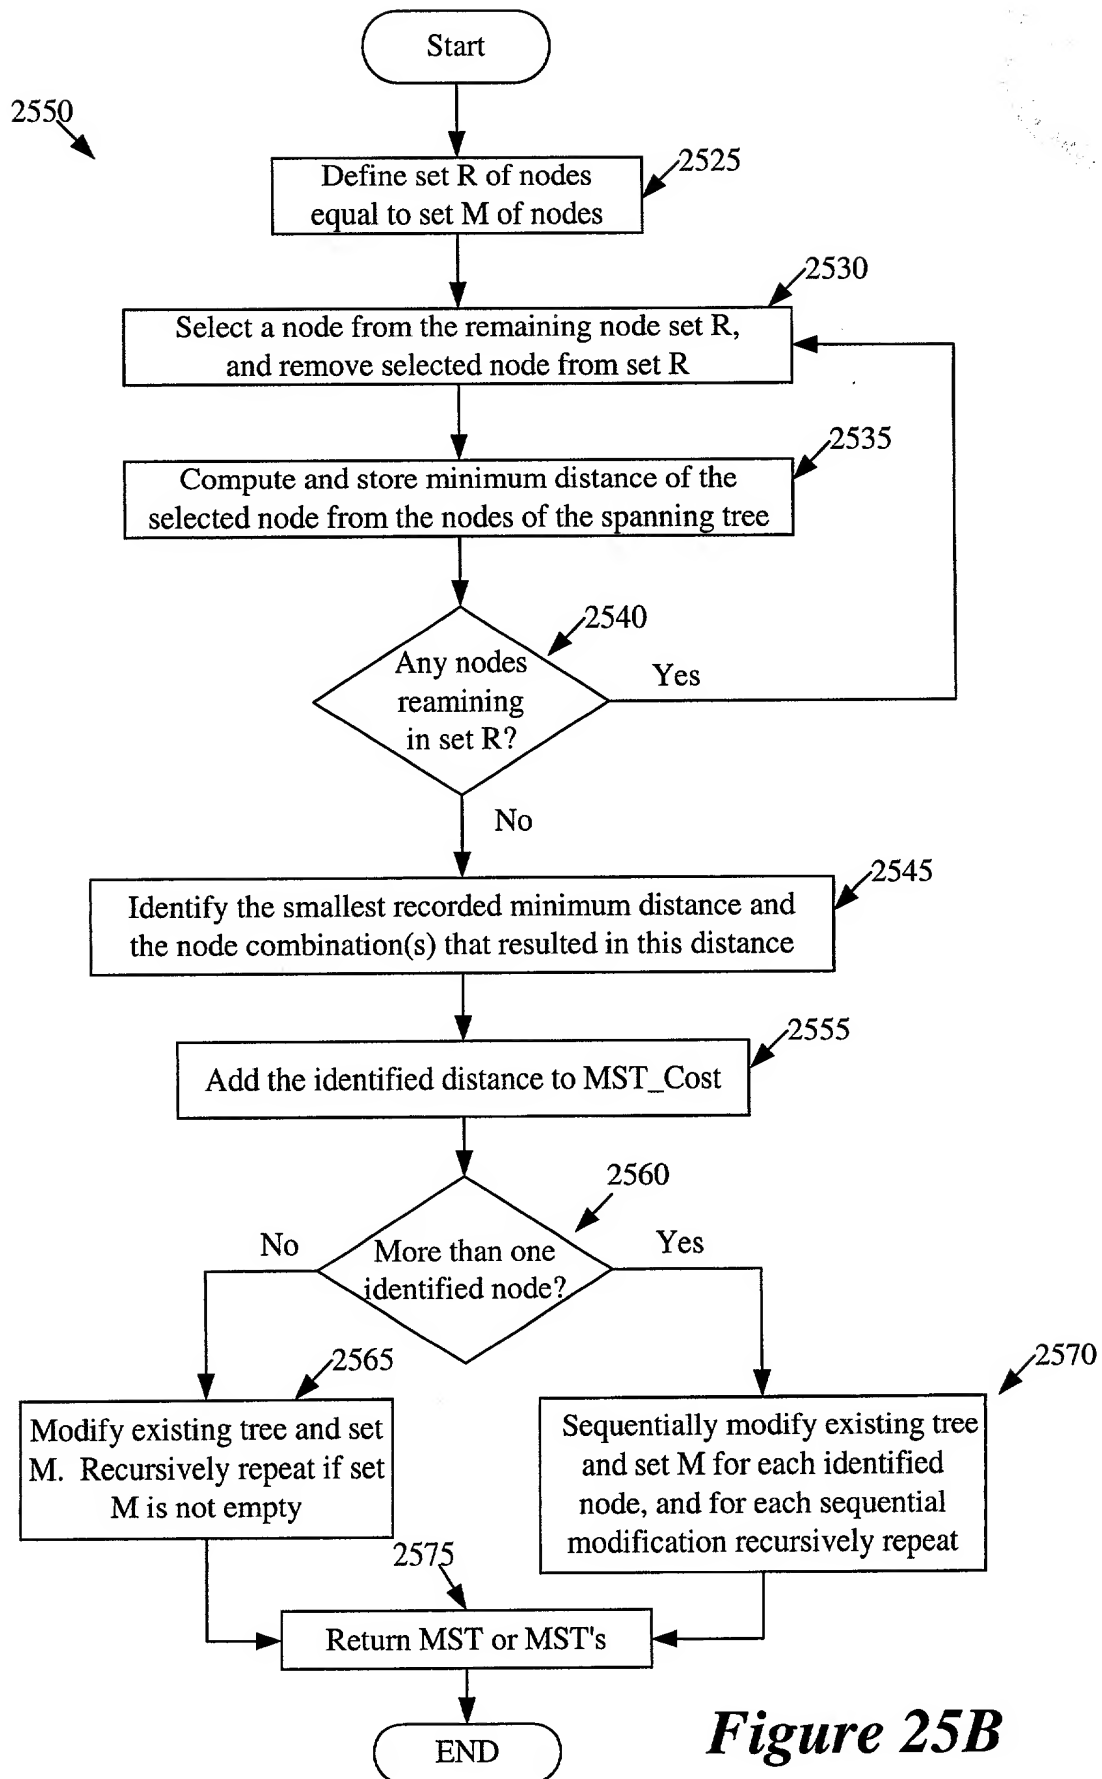 Start
2550
2525
Define set R of nodes
equal to set M of nodes
2530
Select a node from the remaining node set R,
and remove selected node from set R
2535
Compute and store minimum distance of the
selected node from the nodes of the spanning tree
2540
Any nodes
reamining
in set R?
Yes
No
2545
Identify the smallest recorded minimum distance and
the node combination(s) that resulted in this distance
2555
Add the identified distance to MST_Cost
2560
More than one
identified node?
No
Yes
2565
Modify existing tree and set
M. Recursively repeat if set
M is not empty
2570
Sequentially modify existing tree
and set M for each identified
node, and for each sequential
modification recursively repeat
2575
Return MST or MST's
END
Figure 25B